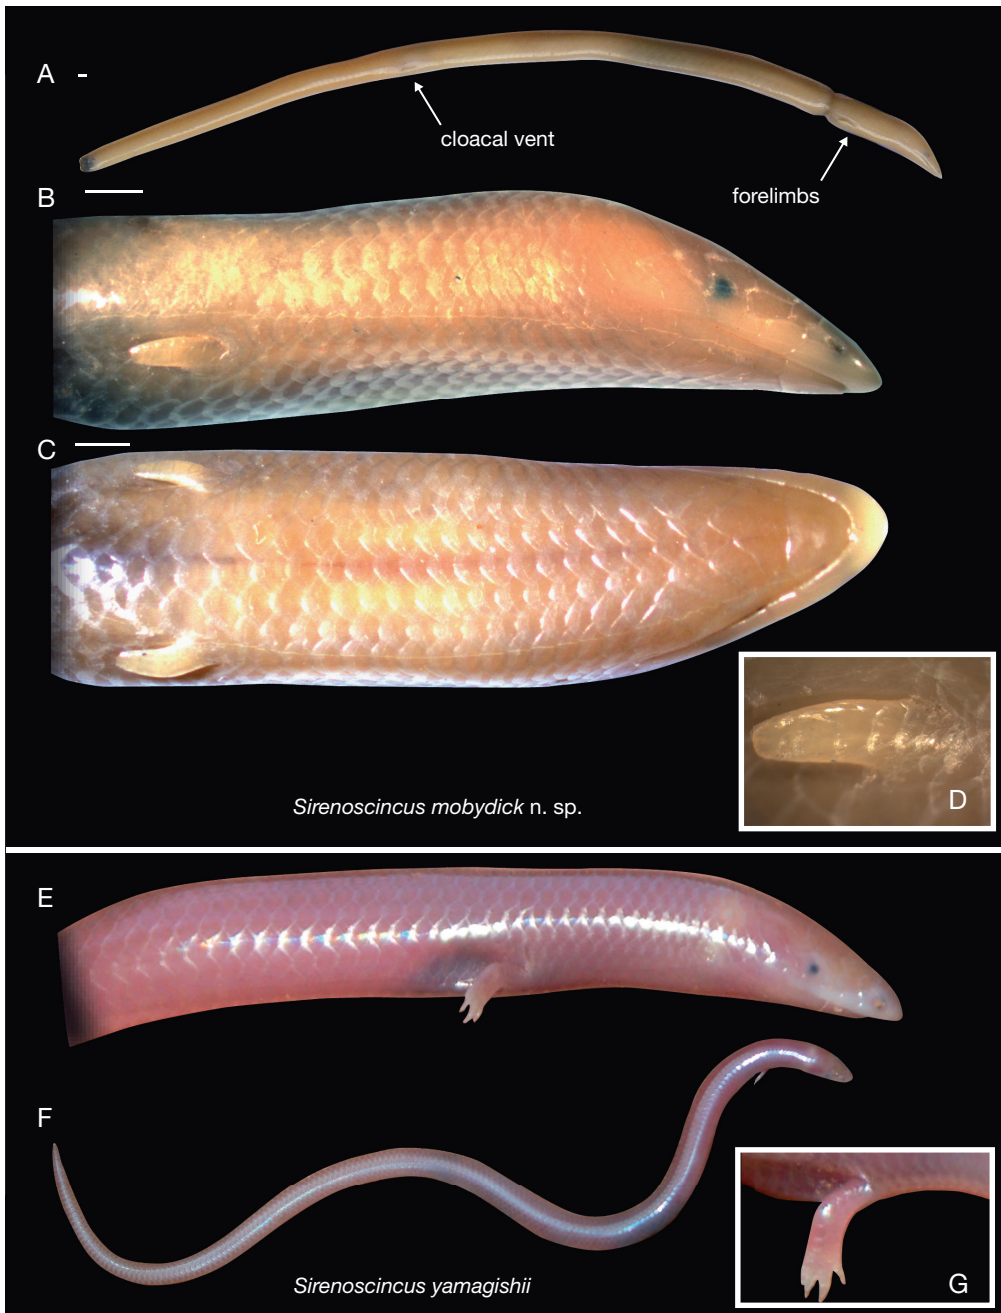 A
cloacal vent
forelimbs
B
C
D
Sirenoscincus mobydick n. sp.
E
F
G
Sirenoscincus yamagishii